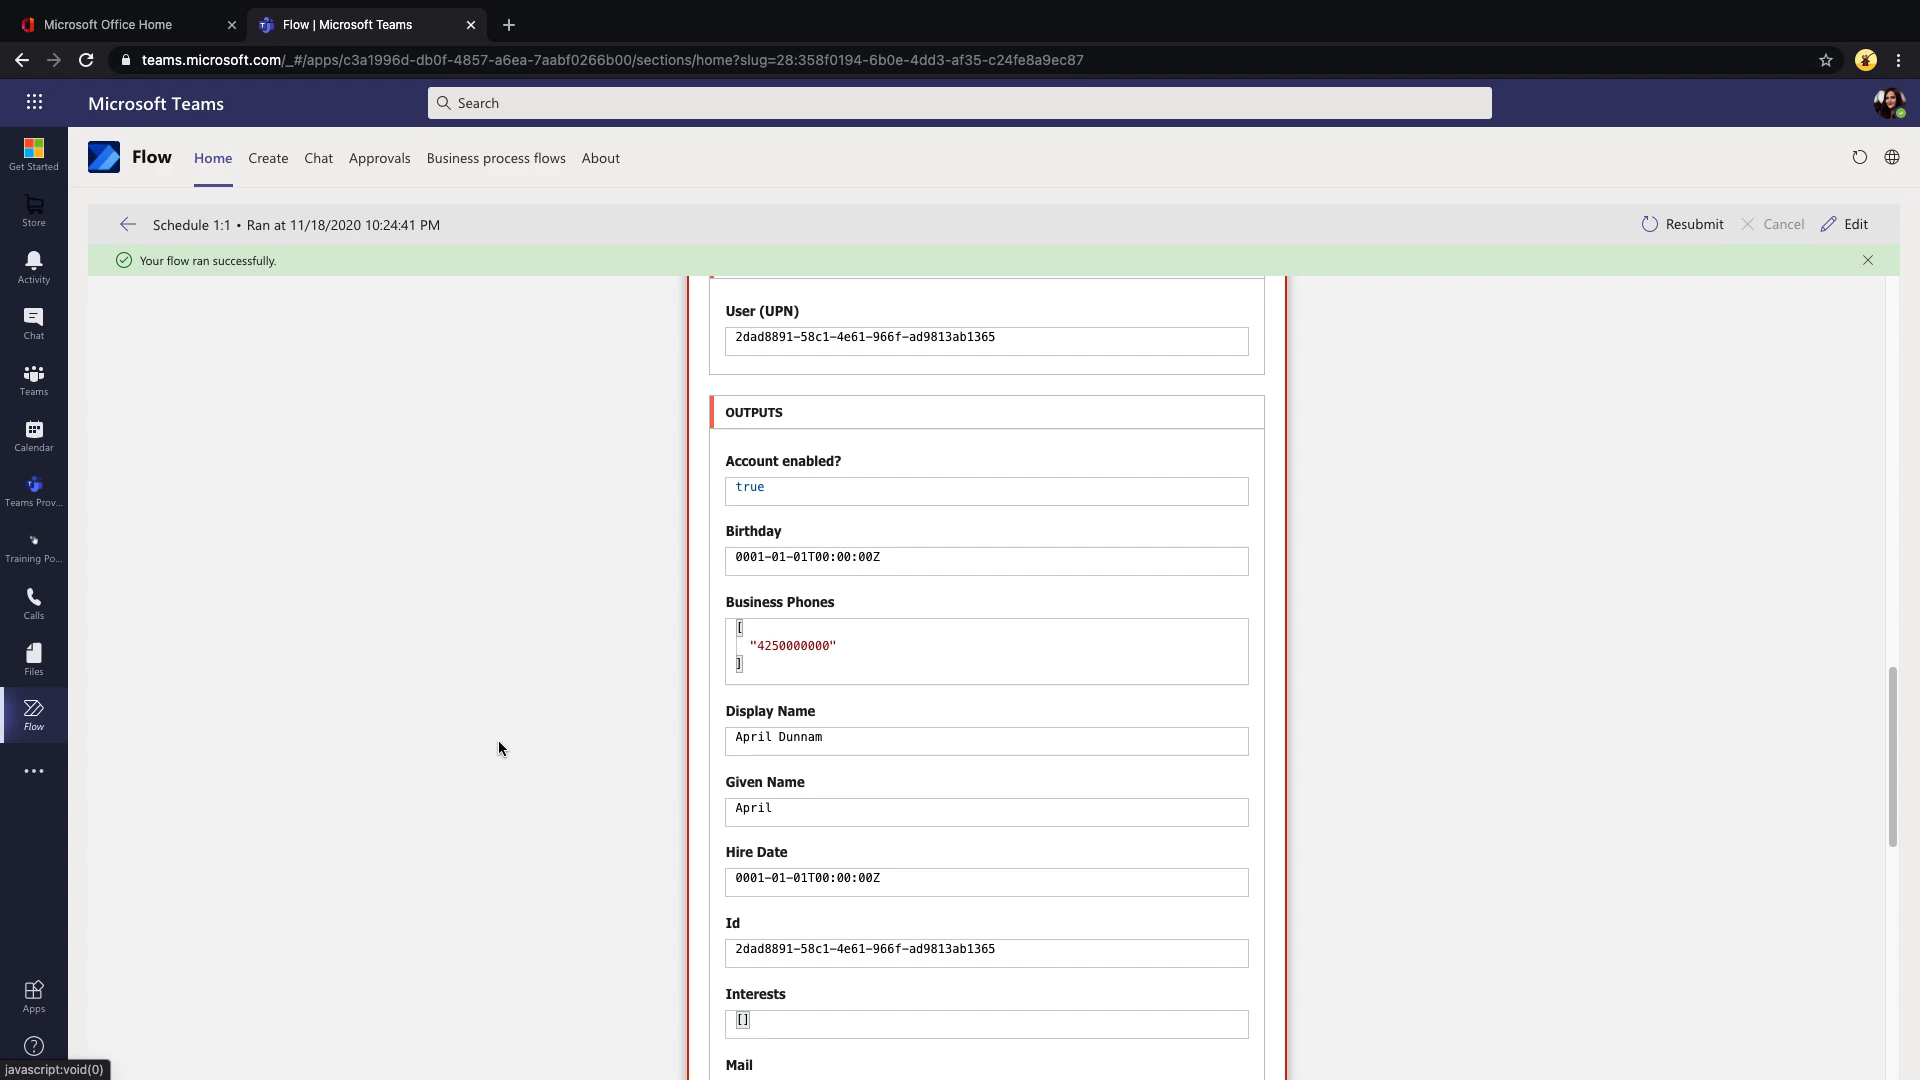 Microsoft Office Home
Flow | Microsoft Teams
teams.microsoft.com/_#/apps/c3a1996d-db0f-4857-a6ea-7aabf0266b00/sections/home?slug=28:358f0194-6b0e-4dd3-af35-c24fe8a9ec87
Microsoft Teams
Search
Get Started
Store
Activity
Chat
Teams
Calendar
Teams Prov...
Training Po...
Calls
Files
Flow
Apps
Flow
Home
Create
Chat
Approvals
Business process flows
About
Schedule 1:1 • Ran at 11/18/2020 10:24:41 PM
Resubmit
Cancel
Edit
Your flow ran successfully.
User (UPN)
2dad8891-58c1-4e61-966f-ad9813ab1365
OUTPUTS
Account enabled?
true
Birthday
0001-01-01T00:00:00Z
Business Phones
[
"4250000000"
]
Display Name
April Dunnam
Given Name
April
Hire Date
0001-01-01T00:00:00Z
Id
2dad8891-58c1-4e61-966f-ad9813ab1365
Interests
[]
Mail
javascript:void(0)